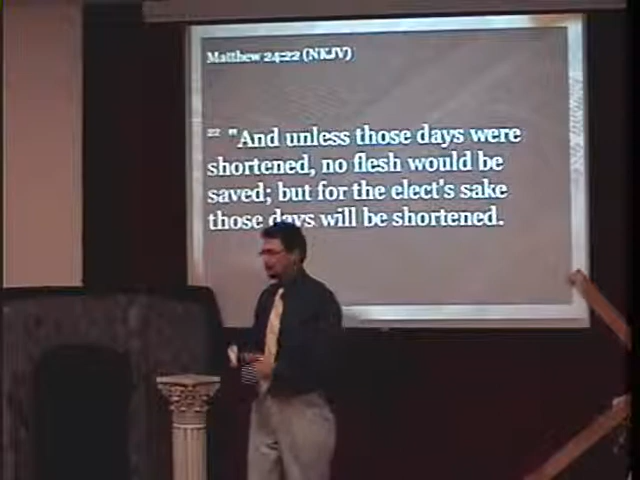 Matthew 24:22 (NKJV)
22 "And unless those days were
shortened, no flesh would be
saved; but for the elect's sake
those days will be shortened.